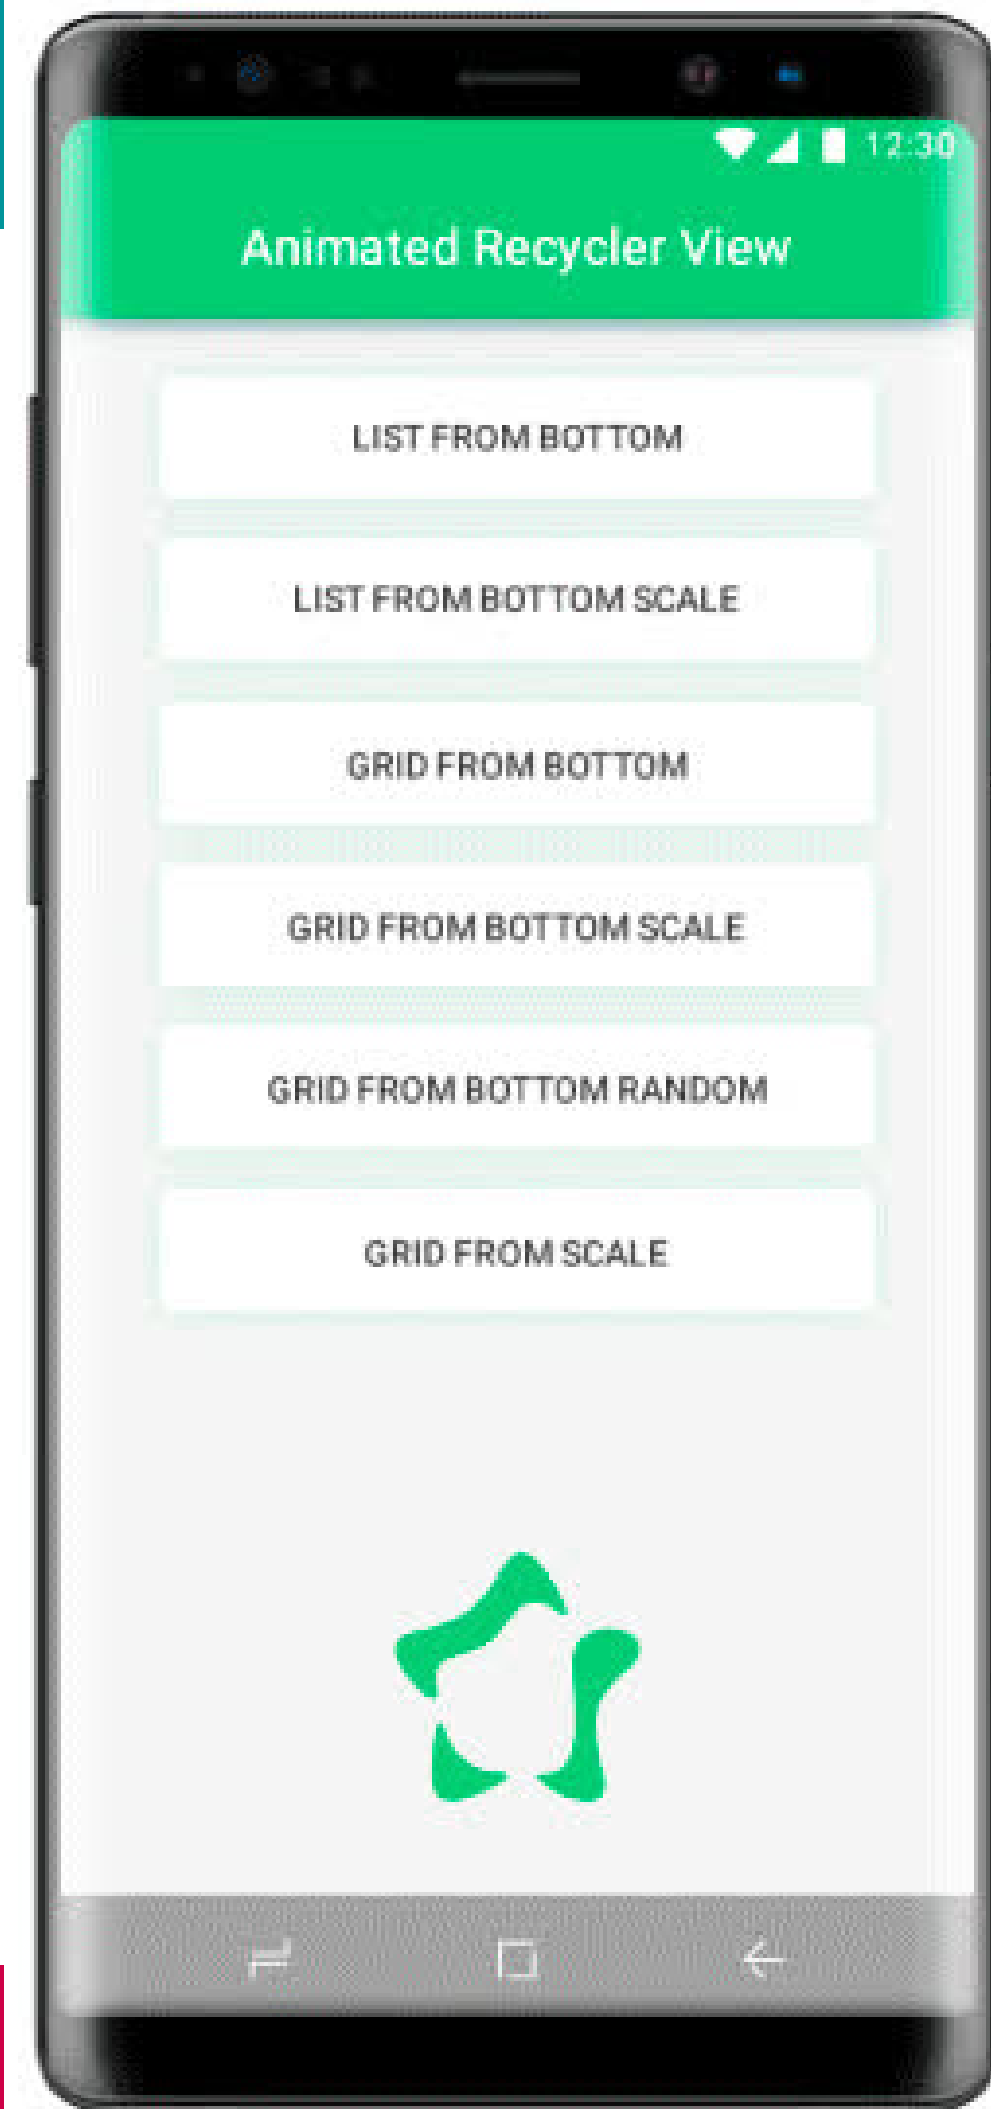 12:30
Animated Recycler View
LIST FROM BOTTOM
LIST FROM BOTTOM SCALE
GRID FROM BOTTOM
GRID FROM BOTTOM SCALE
GRID FROM BOTTOM RANDOM
GRID FROM SCALE